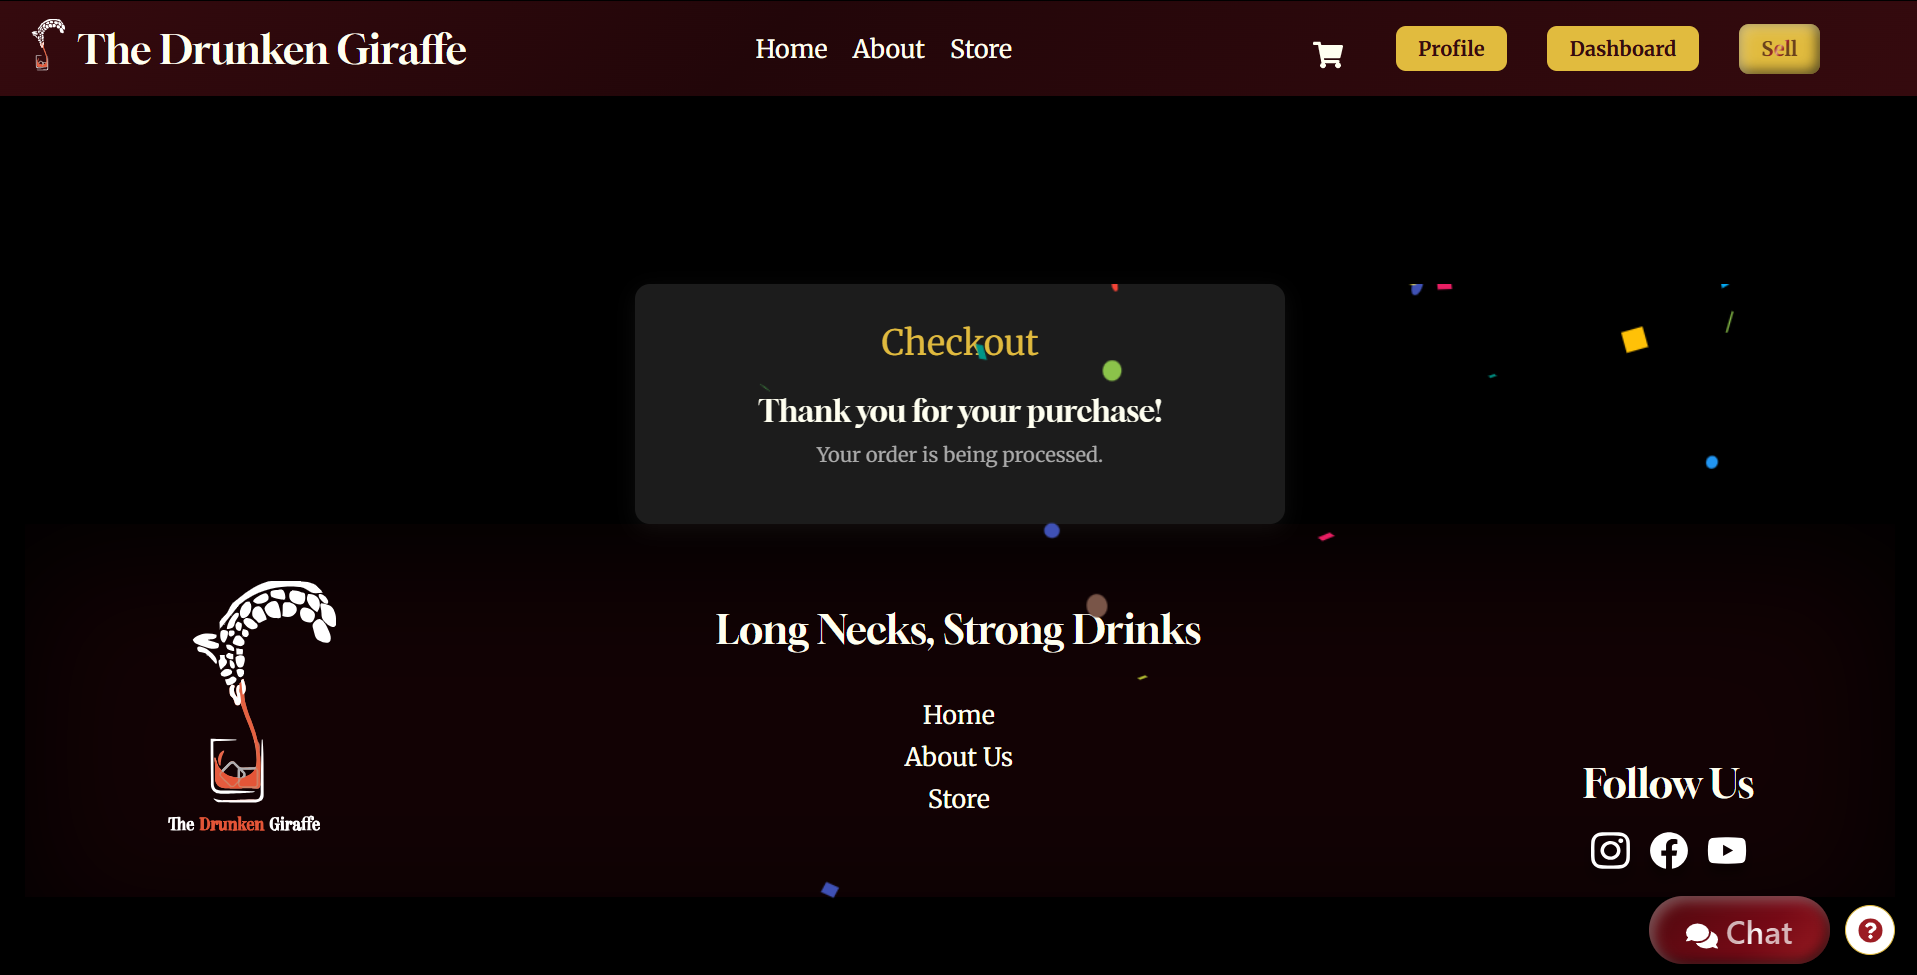 The Drunken Giraffe
Home About Store
Profile
Dashboard
Sell
Checkout
Thank you for your purchase!
Your order is being processed.
Long Necks, Strong Drinks
Home
About Us
Store
The Drunken Giraffe
Follow Us
Chat
?